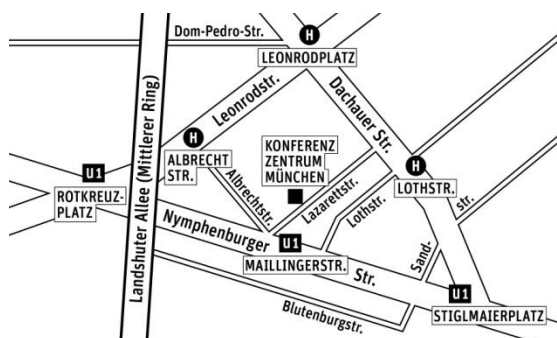 Dom-Pedro-Str.
H
LEONRODPLATZ
Landshuter Allee (Mittlerer Ring)
Leonrodstr.
Dachauer Str.
H
ALBRECHT
STR.
KONFERENZ
ZENTRUM
MÜNCHEN
H
LOTHSTR.
U1
ROTKREUZ-
PLATZ
Albrechtstr.
Lazarettstr.
Lothstr.
Sand-
str.
Nymphenburger
Str.
U1
MAILLINGERSTR.
U1
STIGLMAIERPLATZ
Blutenburgstr.